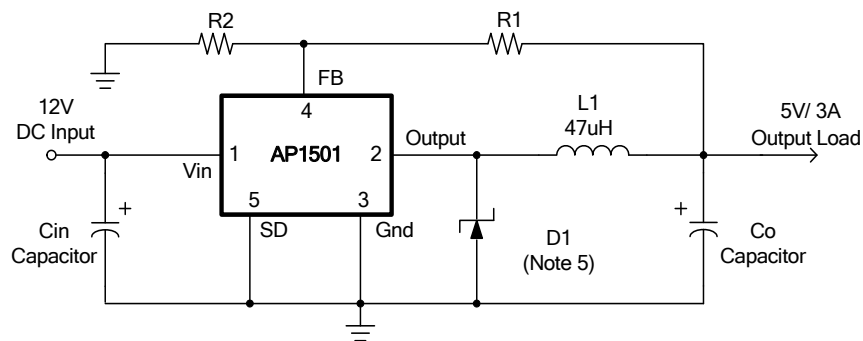 R2
R1
FB
4
12V
DC Input
L1
47uH
5V/ 3A
Output Load
Output
1
AP1501
2
Vin
5
3
SD
Gnd
+
Cin
Capacitor
D1
(Note 5)
+
Co
Capacitor